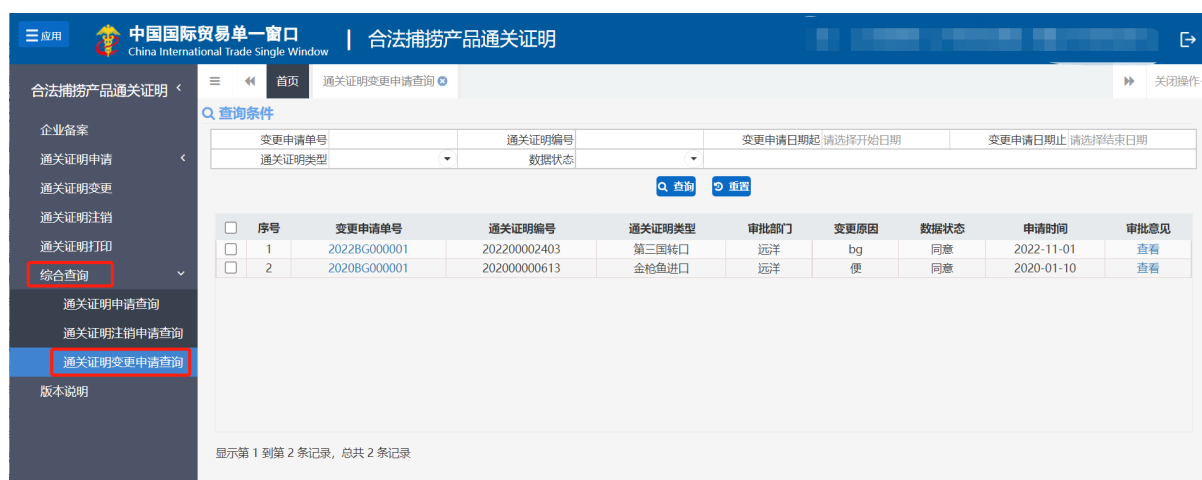 应用
中国国际贸易单一窗口 | 合法捕捞产品通关证明
China International Trade Single Window
合法捕捞产品通关证明
企业备案
通关证明申请
通关证明变更
通关证明注销
通关证明打印
综合查询
通关证明申请查询
通关证明注销申请查询
通关证明变更申请查询
版本说明
首页 通关证明变更申请查询 关闭操作
查询条件
变更申请单号 通关证明编号 变更申请日期起 请选择开始日期 变更申请日期止 请选择结束日期
通关证明类型 数据状态
查询 重置
序号 变更申请单号 通关证明编号 通关证明类型 审批部门 变更原因 数据状态 申请时间 审批意见
1 2022BG000001 202200002403 第三国转口 远洋 bg 同意 2022-11-01 查看
2 2020BG000001 202000000613 金枪鱼进口 远洋 便 同意 2020-01-10 查看
显示第 1 到第 2 条记录，总共 2 条记录